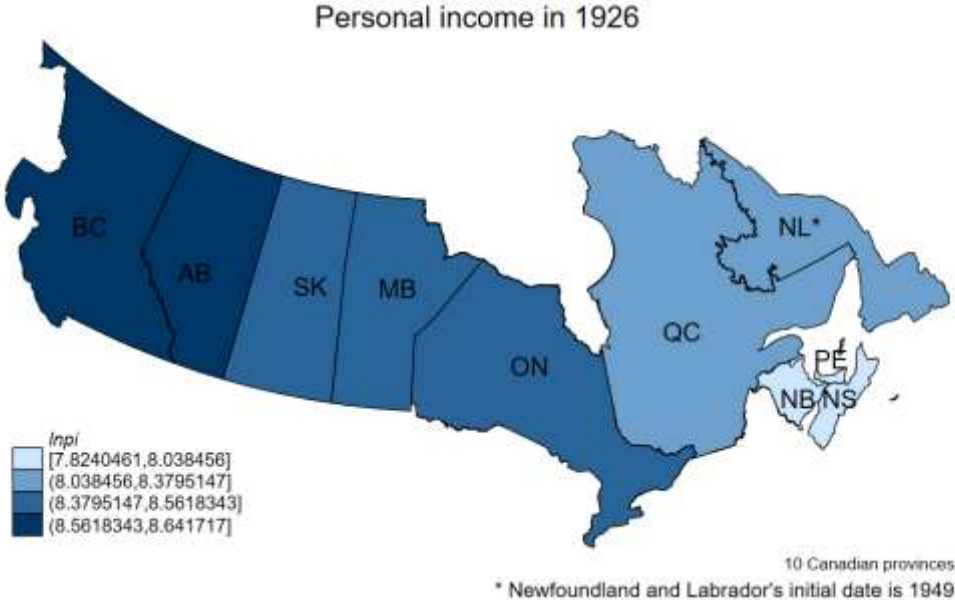 Personal income in 1926
BC
AB
SK
MB
ON
QC
NL*
PE
NB
NS
lnpi
[7.8240461,8.038456]
(8.038456,8.3795147]
(8.3795147,8.5618343]
(8.5618343,8.641717]
10 Canadian provinces
* Newfoundland and Labrador's initial date is 1949